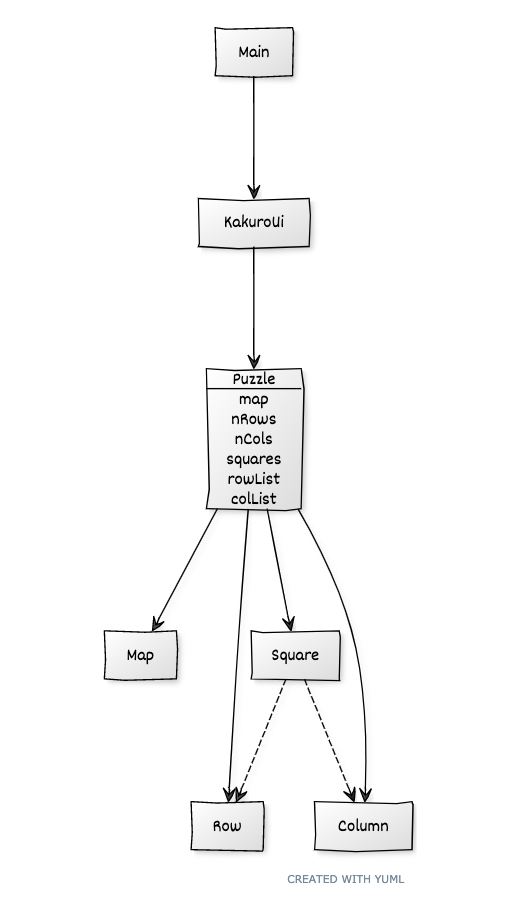 Main
KakuroUi
Puzzle
map
nRows
nCols
squares
rowList
colList
Map
Square
Row
Column
CREATED WITH YUML